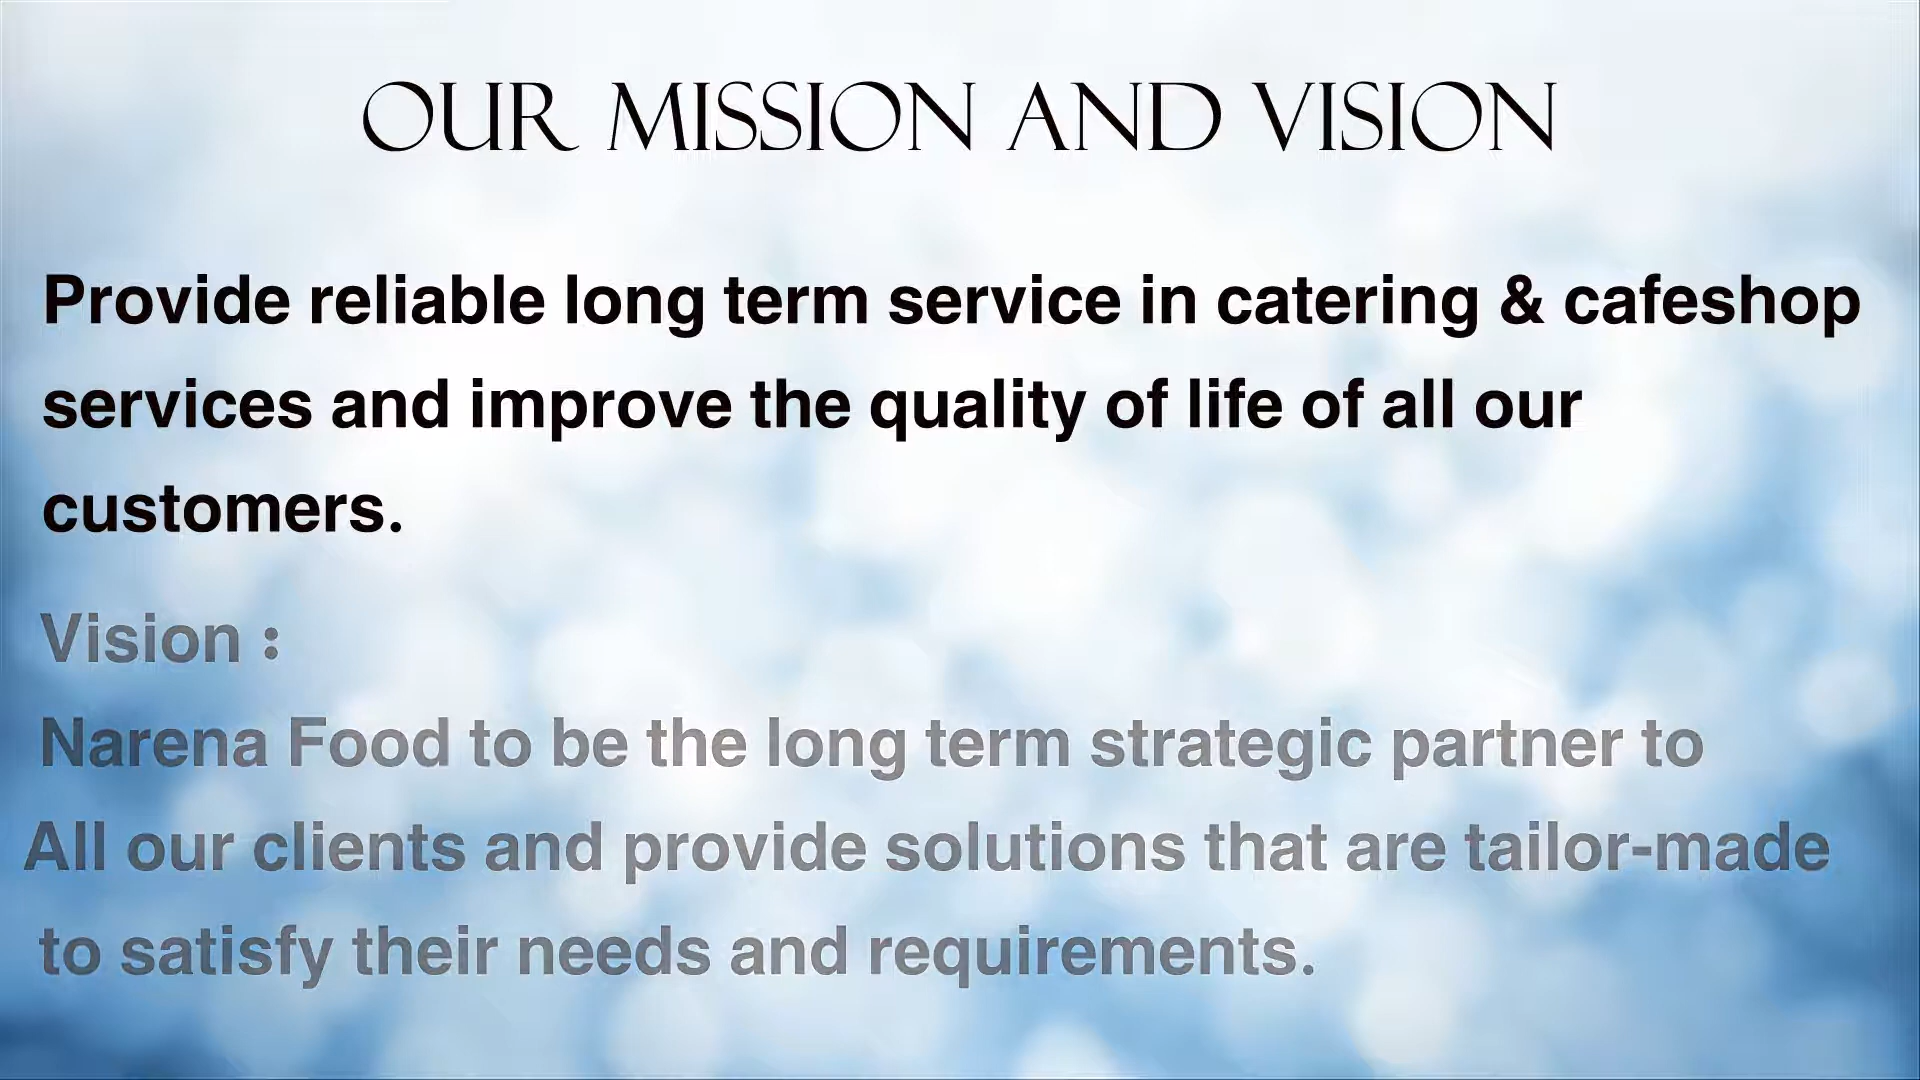 OUR MISSION AND VISION
Provide reliable long term service in catering & cafeshop
services and improve the quality of life of all our
customers.
Vision :
Narena Food to be the long term strategic partner to
All our clients and provide solutions that are tailor-made
to satisfy their needs and requirements.